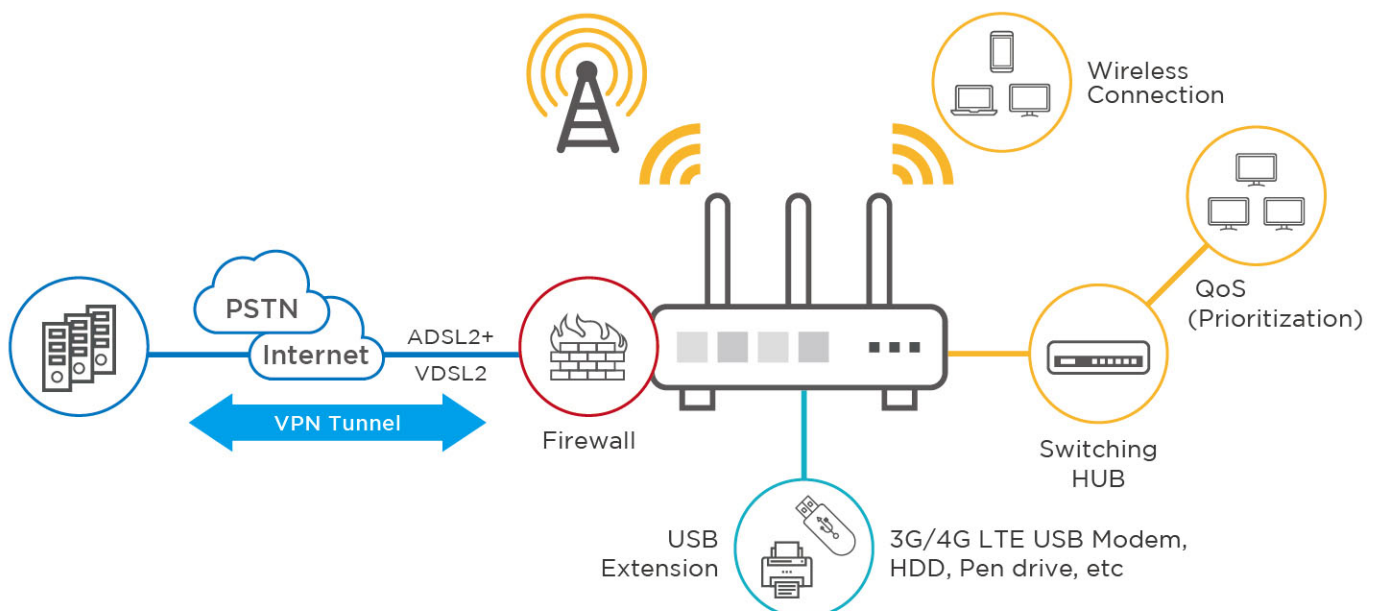 Wireless
Connection
QoS
(Prioritization)
PSTN
Internet
ADSL2+
VDSL2
VPN Tunnel
Firewall
Switching
HUB
USB
Extension
3G/4G LTE USB Modem,
HDD, Pen drive, etc